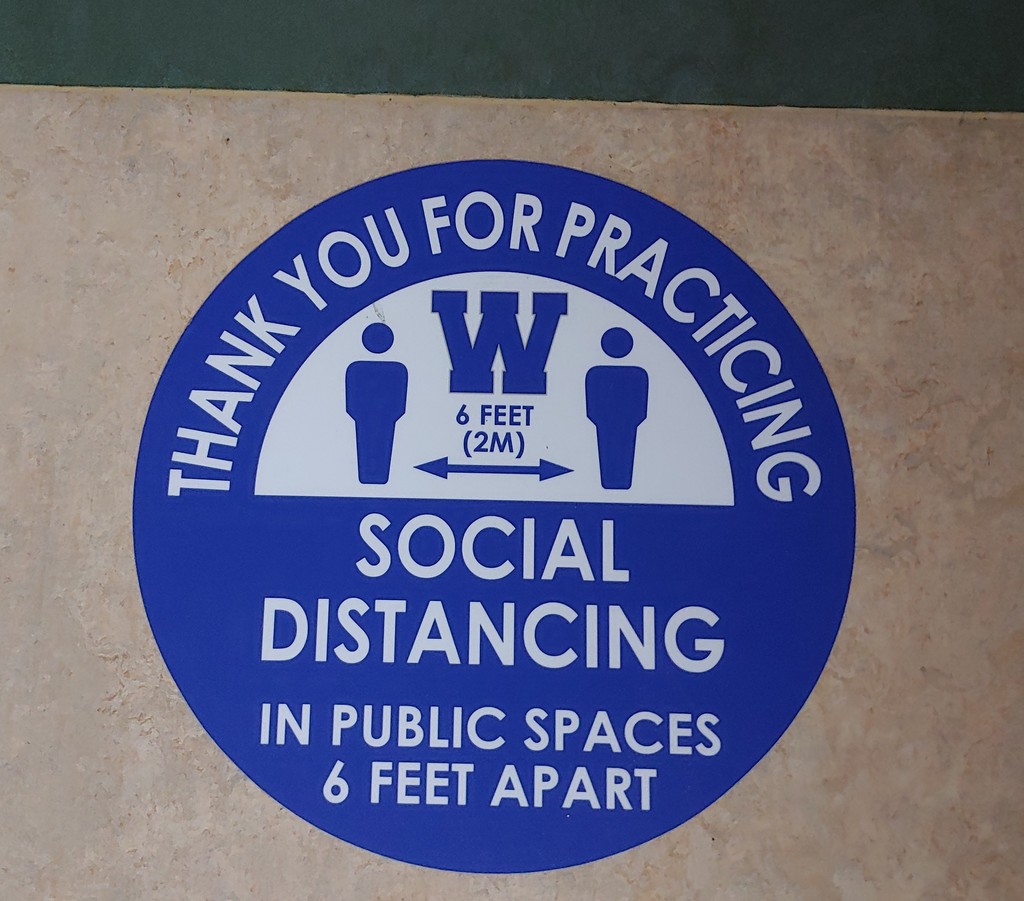 THANK YOU FOR PRACTICING
W
6 FEET
(2M)
SOCIAL
DISTANCING
IN PUBLIC SPACES
6 FEET APART